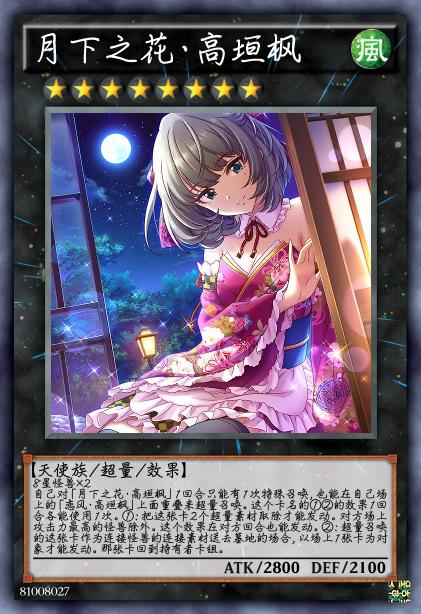 月下之花·高垣枫
風
【天使族/超量/效果】
8星怪兽×2
自己对「月下之花·高垣枫」1回合只能有1次特殊召唤,也能在自己场
上的「恋风·高垣枫」上面重叠来超量召唤。这个卡名的①②的效果1回
合各能使用1次。①:把这张卡2个超量素材取除才能发动。对方场上
攻击力最高的怪兽除外。这个效果在对方回合也能发动。②:超量召唤
的这张卡作为连接怪兽的连接素材送去墓地的场合,以场上1张卡为对
象才能发动。那张卡回到持有者卡组。
ATK/2800 DEF/2100
81008027